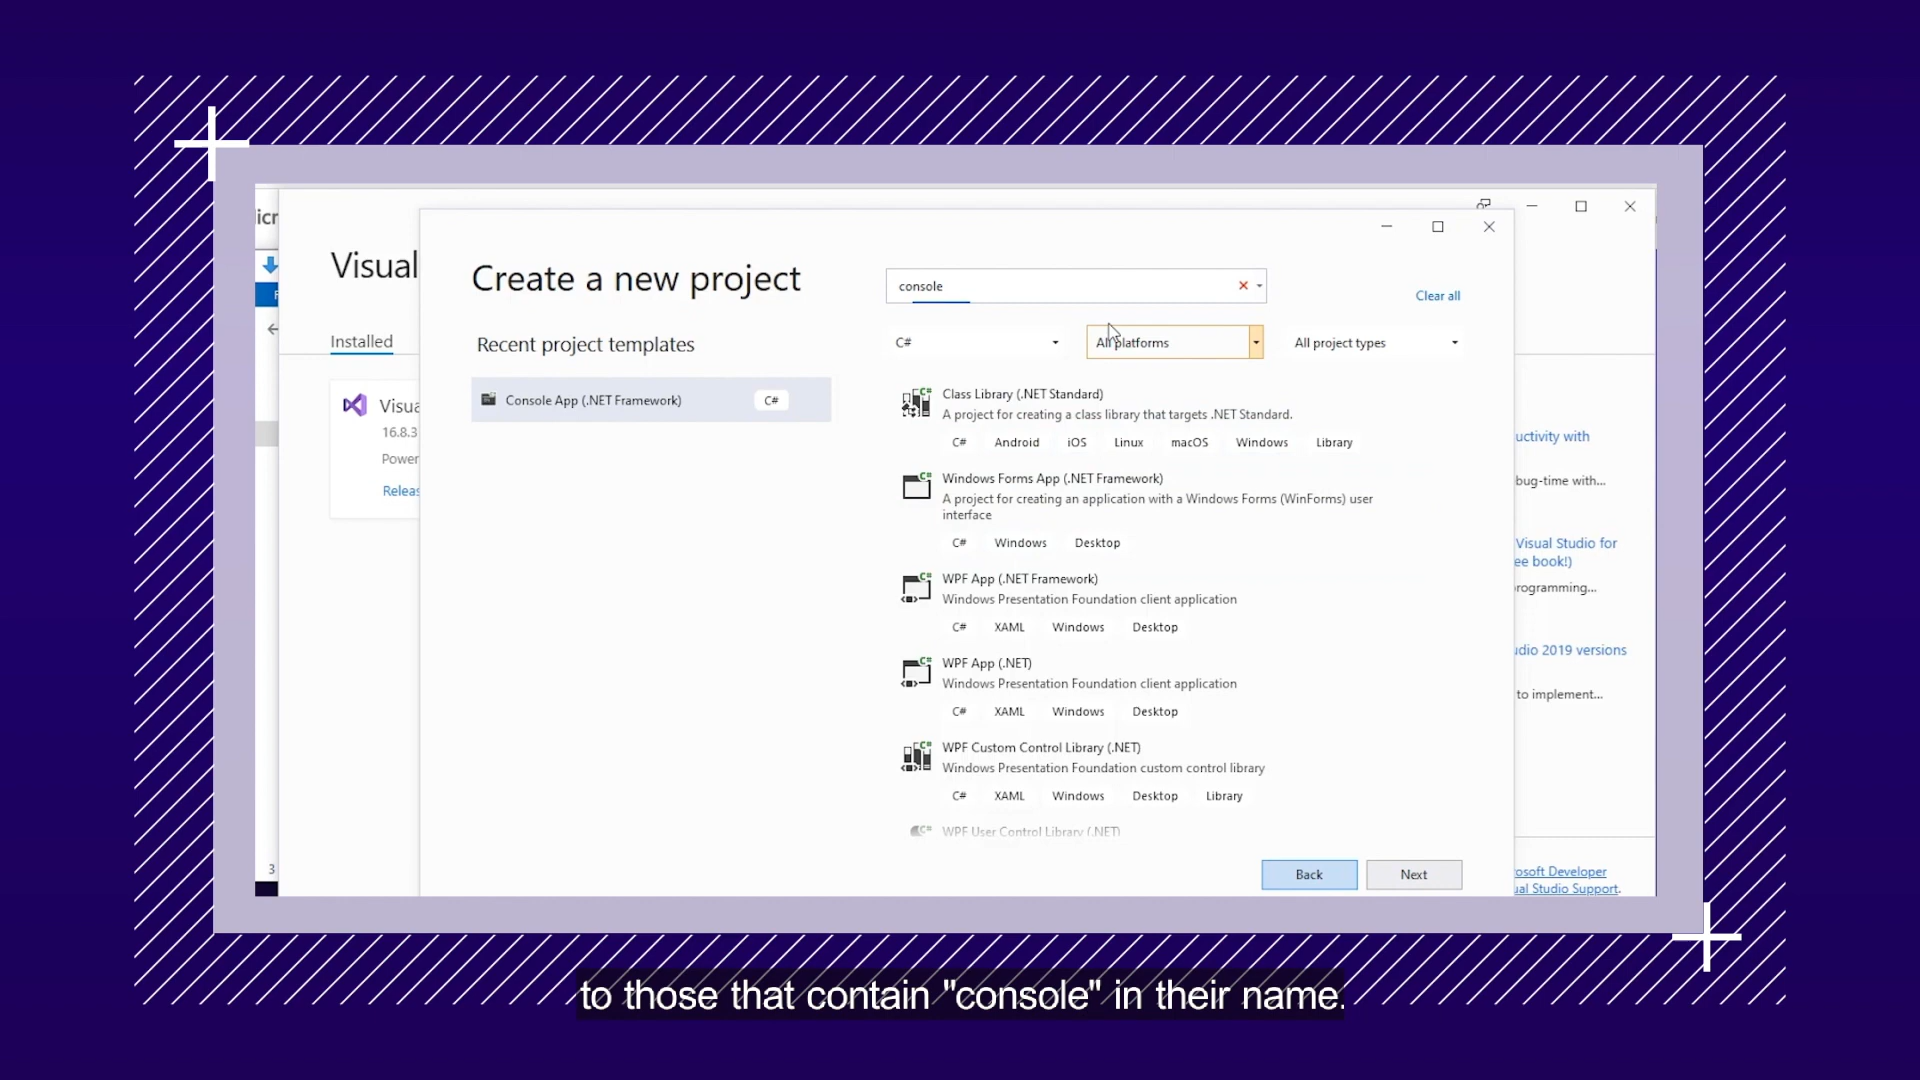 icr
Visual
Installed
Visua
16.8.3
Power
Releas
3
Create a new project
console
Clear all
C#
All platforms
All project types
Recent project templates
Console App (.NET Framework) C#
Class Library (.NET Standard)
A project for creating a class library that targets .NET Standard.
C# Android iOS Linux macOS Windows Library
Windows Forms App (.NET Framework)
A project for creating an application with a Windows Forms (WinForms) user
interface
C# Windows Desktop
WPF App (.NET Framework)
Windows Presentation Foundation client application
C# XAML Windows Desktop
WPF App (.NET)
Windows Presentation Foundation client application
C# XAML Windows Desktop
WPF Custom Control Library (.NET)
Windows Presentation Foundation custom control library
C# XAML Windows Desktop Library
WPF User Control Library (.NET)
Back Next
uctivity with
bug-time with...
Visual Studio for
ee book!)
rogramming...
udio 2019 versions
to implement...
rosoft Developer
ual Studio Support.
to those that contain "console" in their name.